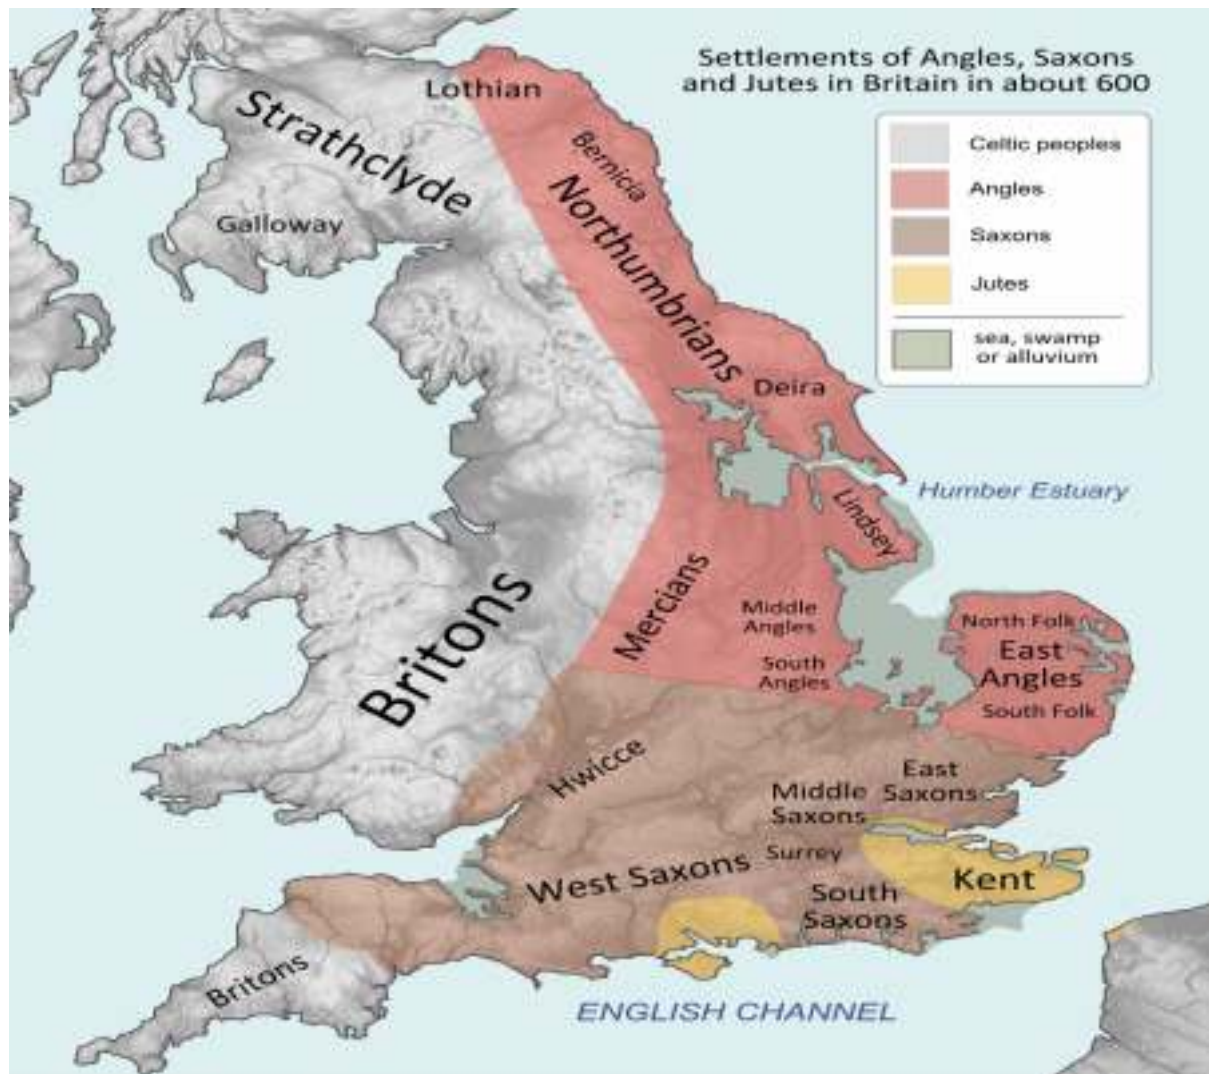 Settlements of Angles, Saxons
and Jutes in Britain in about 600
Celtic peoples
Angles
Saxons
Jutes
sea, swamp
or alluvium
Lothian
Strathclyde
Bernicia
Galloway
Northumbrians
Deira
Humber Estuary
Lindsey
Mercians
Britons
Middle
Angles
South
Angles
North Folk
East
Angles
South Folk
Hwicce
East
Saxons
Middle
Saxons
Surrey
West Saxons
Kent
South
Saxons
Britons
ENGLISH CHANNEL